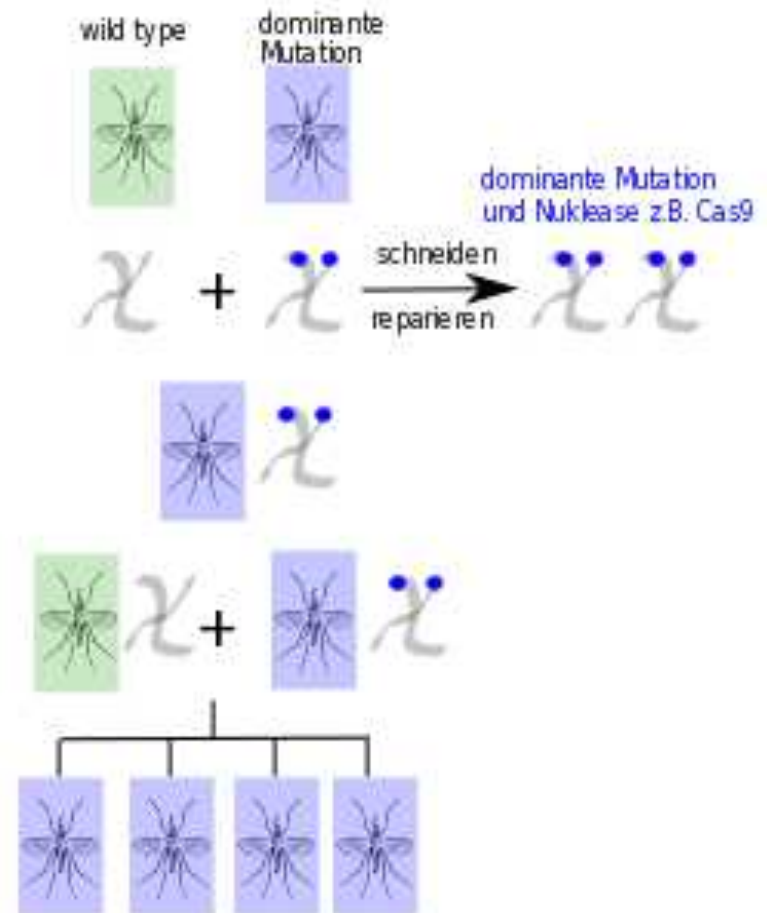 wild type
dominante
Mutation
dominante Mutation
und Nuklease z.B. Cas9
+
schneiden
reparieren
+